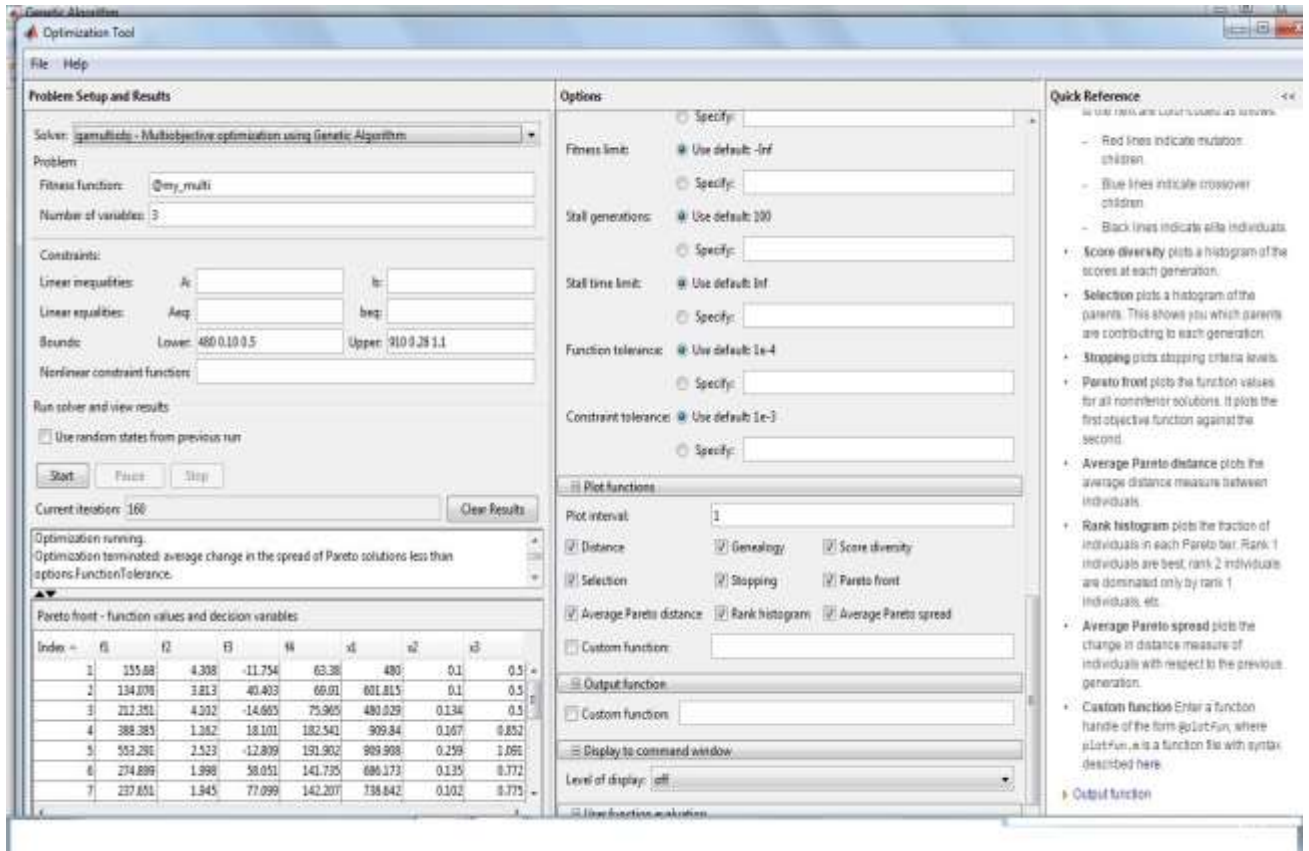 Genetic Algorithm
Optimization Tool
File Help
Problem Setup and Results
Solver: gamultiobj - Multiobjective optimization using Genetic Algorithm
Problem
Fitness function: @my_multi
Number of variables: 3
Constraints:
Linear inequalities: A: b:
Linear equalities: Aeq: beq:
Bounds: Lower: 480 0.10 0.5 Upper: 910 0.28 1.1
Nonlinear constraint function:
Run solver and view results
Use random states from previous run
Start Pause Stop
Current iteration: 160 Clear Results
Optimization running.
Optimization terminated: average change in the spread of Pareto solutions less than
options.FunctionTolerance.
Pareto front - function values and decision variables
Index f1 f2 f3 f4 x1 x2 x3
1 155.68 4.308 -11.754 63.38 480 0.1 0.5
2 134.076 3.813 40.403 69.91 601.815 0.1 0.5
3 212.351 4.102 -14.665 75.965 480.029 0.134 0.5
4 388.385 1.162 18.101 182.541 909.84 0.167 0.852
5 553.291 2.523 -12.809 191.902 909.908 0.259 1.091
6 274.899 1.998 58.051 141.735 686.173 0.135 0.772
7 237.651 1.945 77.099 142.207 738.642 0.102 0.775
Options
Specify:
Fitness limit: Use default: -Inf
Specify:
Stall generations: Use default: 100
Specify:
Stall time limit: Use default: Inf
Specify:
Function tolerance: Use default: 1e-4
Specify:
Constraint tolerance: Use default: 1e-3
Specify:
Plot functions
Plot interval: 1
Distance Genealogy Score diversity
Selection Stopping Pareto front
Average Pareto distance Rank histogram Average Pareto spread
Custom function:
Output function
Custom function:
Display to command window
Level of display: off
User function evaluation
Quick Reference <<
to the next are color-coded as follows:
- Red lines indicate mutation
children.
- Blue lines indicate crossover
children
- Black lines indicate elite individuals.
• Score diversity plots a histogram of the
scores at each generation.
• Selection plots a histogram of the
parents. This shows you which parents
are contributing to each generation.
• Stopping plots stopping criteria levels.
• Pareto front plots the function values
for all noninferior solutions. It plots the
first objective function against the
second.
• Average Pareto distance plots the
average distance measure between
individuals.
• Rank histogram plots the fraction of
individuals in each Pareto tier. Rank 1
individuals are best, rank 2 individuals
are dominated only by rank 1
individuals, etc.
• Average Pareto spread plots the
change in distance measure of
individuals with respect to the previous
generation.
• Custom function Enter a function
handle of the form @plotfun, where
plotfun.m is a function file with syntax
described here.
Output function